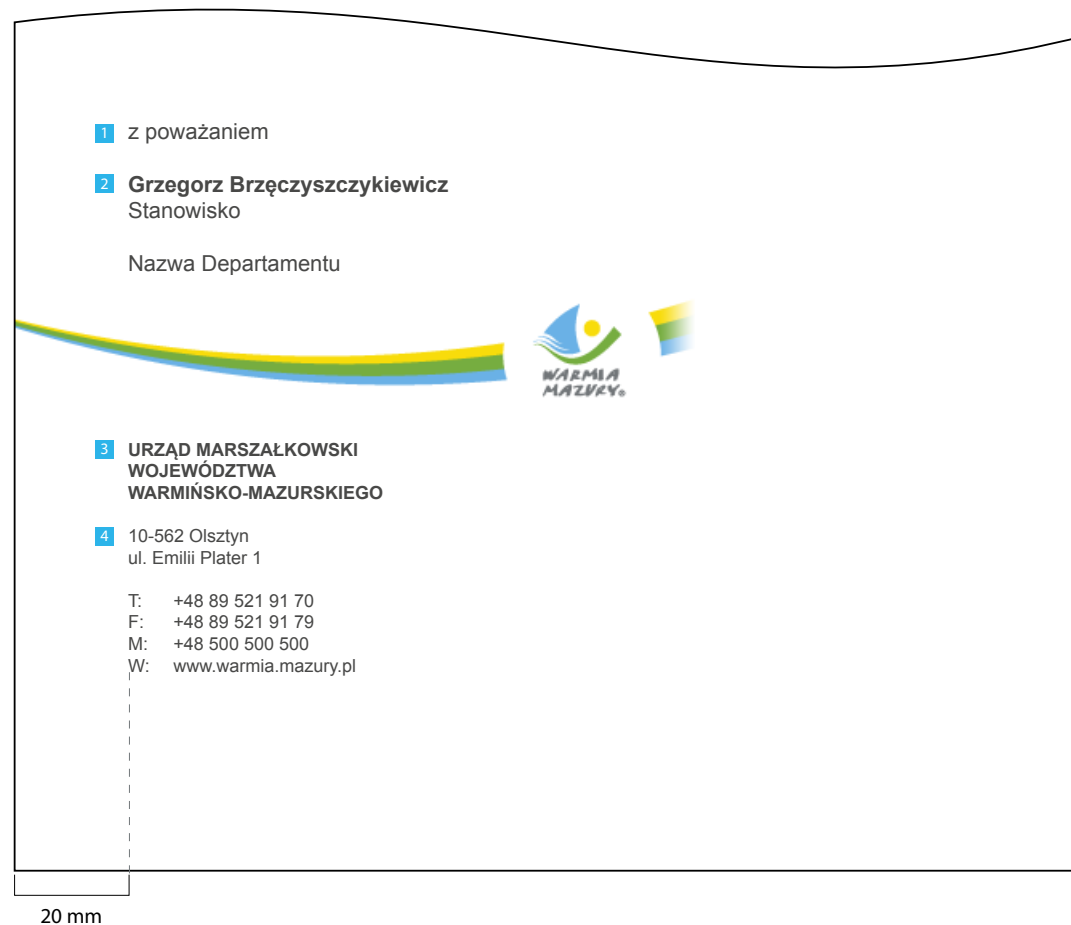 1 z poważaniem
2 Grzegorz Brzęczyszczykiewicz
Stanowisko
Nazwa Departamentu
WARMIA
MAZURY®
3 URZĄD MARSZAŁKOWSKI
WOJEWÓDZTWA
WARMIŃSKO-MAZURSKIEGO
4 10-562 Olsztyn
ul. Emilii Plater 1
T: +48 89 521 91 70
F: +48 89 521 91 79
M: +48 500 500 500
W: www.warmia.mazury.pl
20 mm